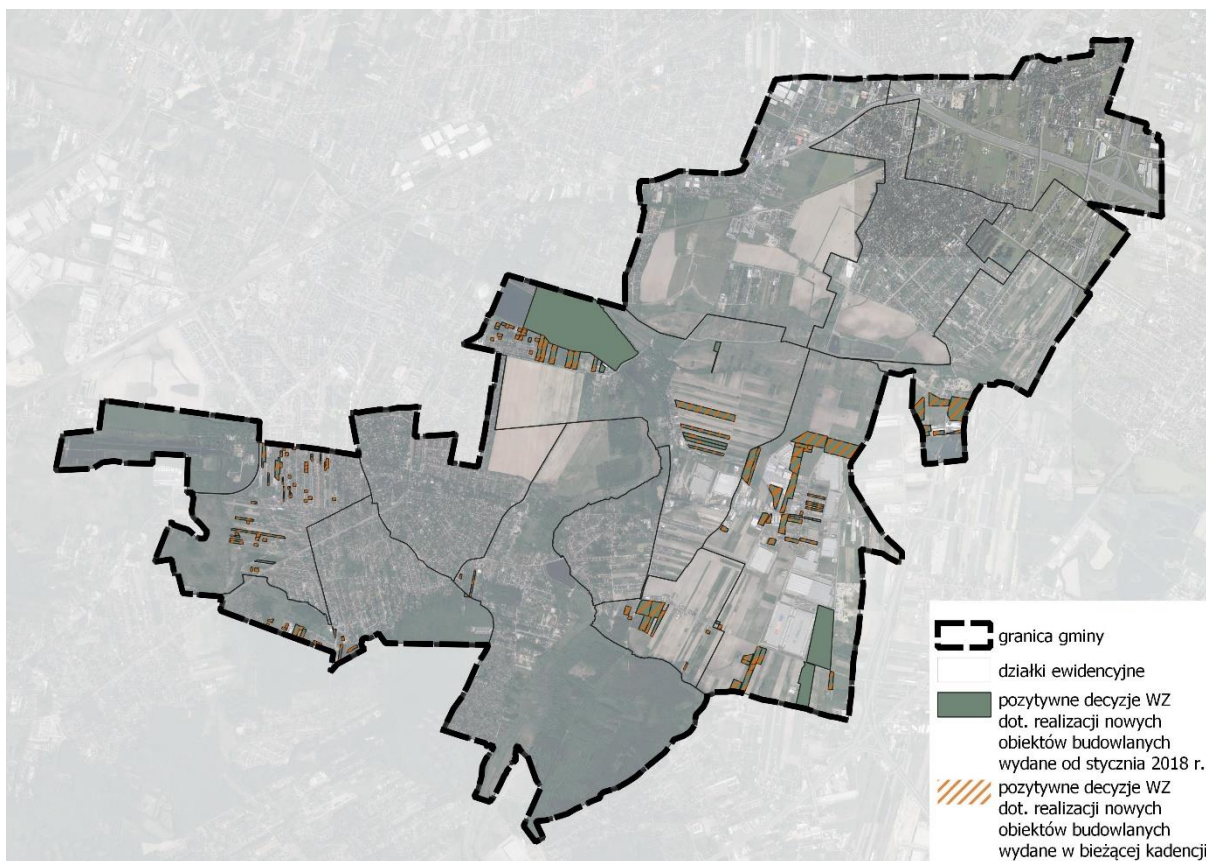 granica gminy
działki ewidencyjne
pozytywne decyzje WZ
dot. realizacji nowych
obiektów budowlanych
wydane od stycznia 2018 r.
pozytywne decyzje WZ
dot. realizacji nowych
obiektów budowlanych
wydane w bieżącej kadencji